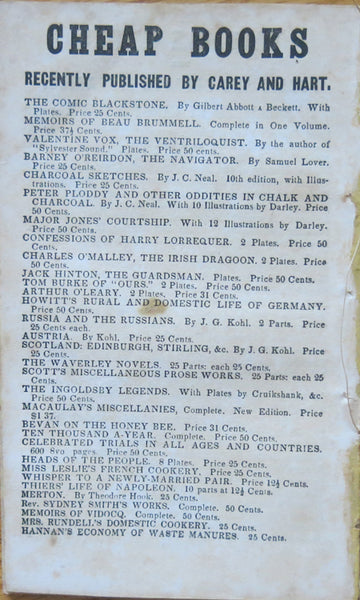 CHEAP BOOKS
RECENTLY PUBLISHED BY CAREY AND HART.
THE COMIC BLACKSTONE. By Gilbert Abbott A Beckett. With
Plates. Price 25 Cents.
MEMOIRS OF BEAU BRUMMELL. Complete in One Volume.
Price 37½ Cents.
VALENTINE VOX, THE VENTRILOQUIST. By the author of
"Sylvester Sound." Plates. Price 50 cents.
BARNEY O'REIRDON, THE NAVIGATOR. By Samuel Lover.
Price 25 Cents.
CHARCOAL SKETCHES. By J. C. Neal. 10th edition, with Illus-
trations. Price 25 Cents.
PETER PLODDY AND OTHER ODDITIES IN CHALK AND
CHARCOAL. By J. C. Neal. With 10 Illustrations by Darley. Price
50 Cents.
MAJOR JONES' COURTSHIP. With 12 Illustrations by Darley.
Price 50 Cents.
CONFESSIONS OF HARRY LORREQUER. 2 Plates. Price 50
Cents.
CHARLES O'MALLEY, THE IRISH DRAGOON. 2 Plates. Price
50 Cents.
JACK HINTON, THE GUARDSMAN. Plates. Price 50 Cents.
TOM BURKE OF "OURS." 2 Plates. Price 50 Cents.
ARTHUR O'LEARY. 2 Plates. Price 31 Cents.
HOWITT'S RURAL AND DOMESTIC LIFE OF GERMANY.
Price 50 Cents.
RUSSIA AND THE RUSSIANS. By J. G. Kohl. 2 Parts. Price
25 Cents each.
AUSTRIA. By Kohl. Price 25 Cents.
SCOTLAND: EDINBURGH, STIRLING, &c. By J. G. Kohl. Price
25 Cents.
THE WAVERLEY NOVELS. 25 Parts: each 25 Cents.
SCOTT'S MISCELLANEOUS PROSE WORKS. 25 Parts: each 25
Cents.
THE INGOLDSBY LEGENDS. With Plates by Cruikshank, &c.
Price 50 Cents.
MACAULAY'S MISCELLANIES, Complete. New Edition. Price
$1 37.
BEVAN ON THE HONEY BEE. Price 31 Cents.
TEN THOUSAND A-YEAR. Complete. Price 50 Cents.
CELEBRATED TRIALS IN ALL AGES AND COUNTRIES.
600 8vo pages. Price 50 Cents.
HEADS OF THE PEOPLE. 8 Plates. Price 25 Cents.
MISS LESLIE'S FRENCH COOKERY. Price 25 Cents.
WHISPER TO A NEWLY-MARRIED PAIR. Price 12½ Cents.
THIERS' LIFE OF NAPOLEON. 10 parts at 12½ Cents.
MERTON. By Theodore Hook. 25 Cents.
Rev. SYDNEY SMITH'S WORKS. Complete. 50 Cents.
MEMOIRS OF VIDOCQ. Complete. 50 Cents.
MRS. RUNDELL'S DOMESTIC COOKERY. 25 Cents.
HANNAN'S ECONOMY OF WASTE MANURES. 25 Cents.